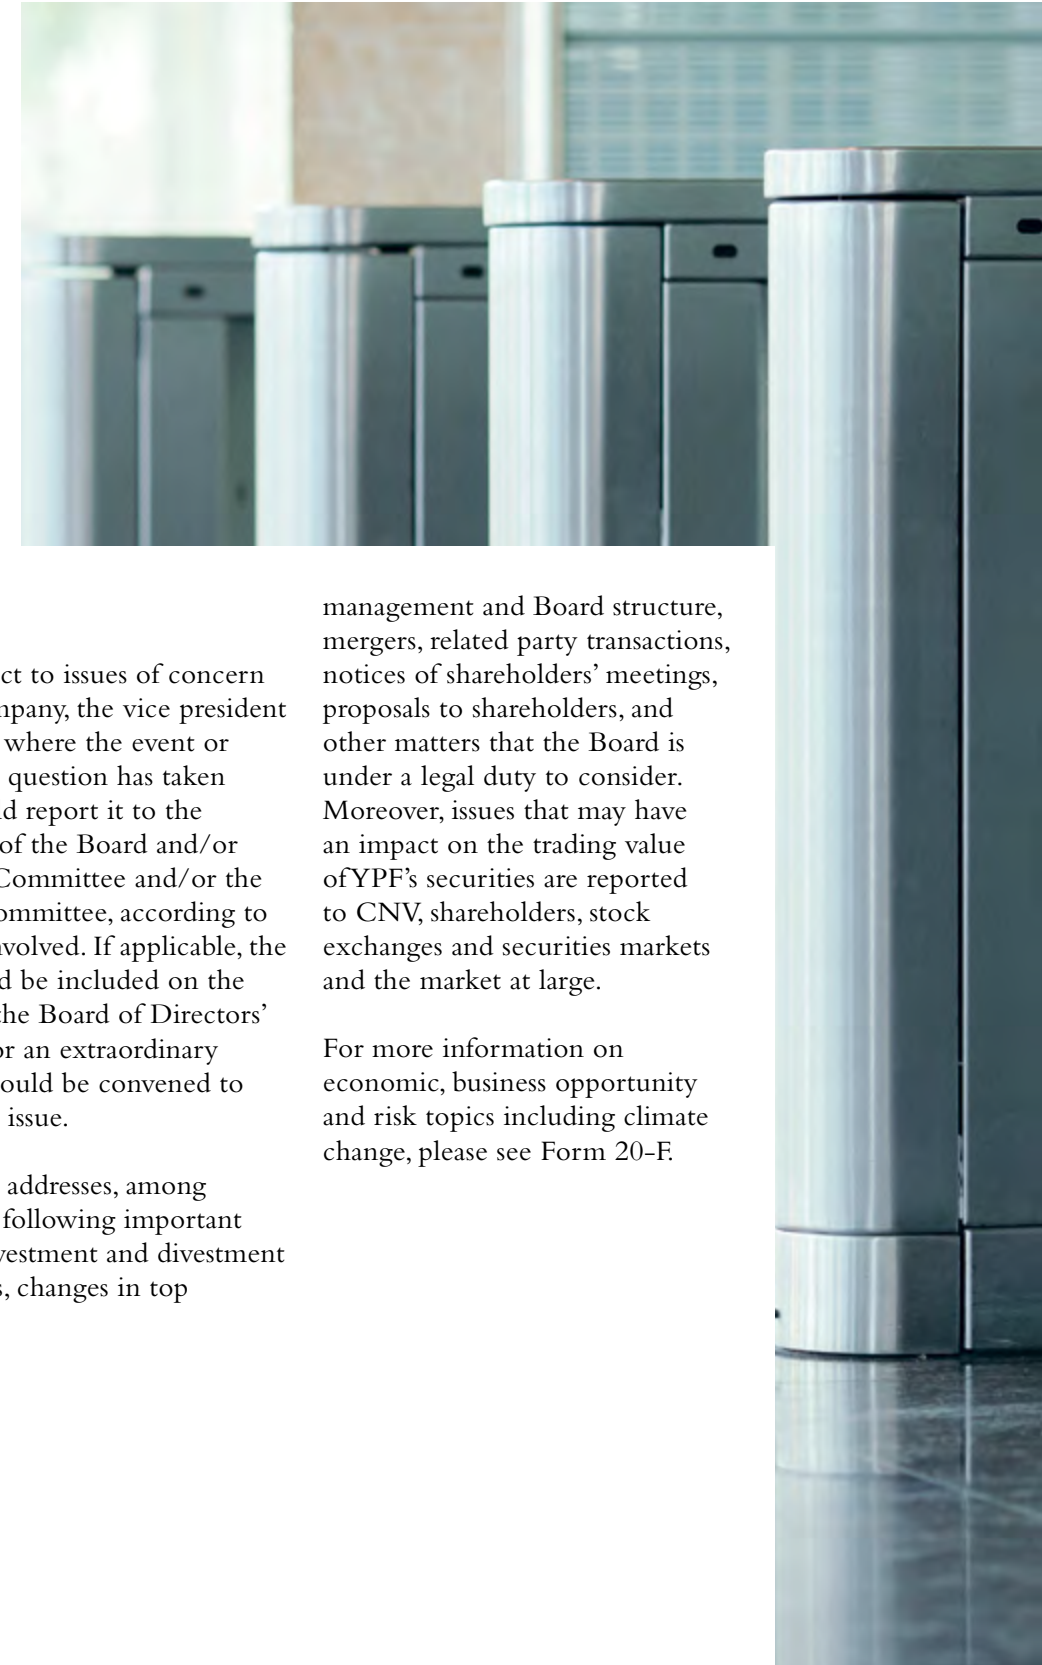 ct to issues of concern
mpany, the vice president
where the event or
question has taken
d report it to the
of the Board and/or
Committee and/or the
ommittee, according to
nvolved. If applicable, the
d be included on the
the Board of Directors’
or an extraordinary
ould be convened to
issue.
addresses, among
following important
vestment and divestment
s, changes in top
management and Board structure,
mergers, related party transactions,
notices of shareholders’ meetings,
proposals to shareholders, and
other matters that the Board is
under a legal duty to consider.
Moreover, issues that may have
an impact on the trading value
of YPF’s securities are reported
to CNV, shareholders, stock
exchanges and securities markets
and the market at large.
For more information on
economic, business opportunity
and risk topics including climate
change, please see Form 20-F.